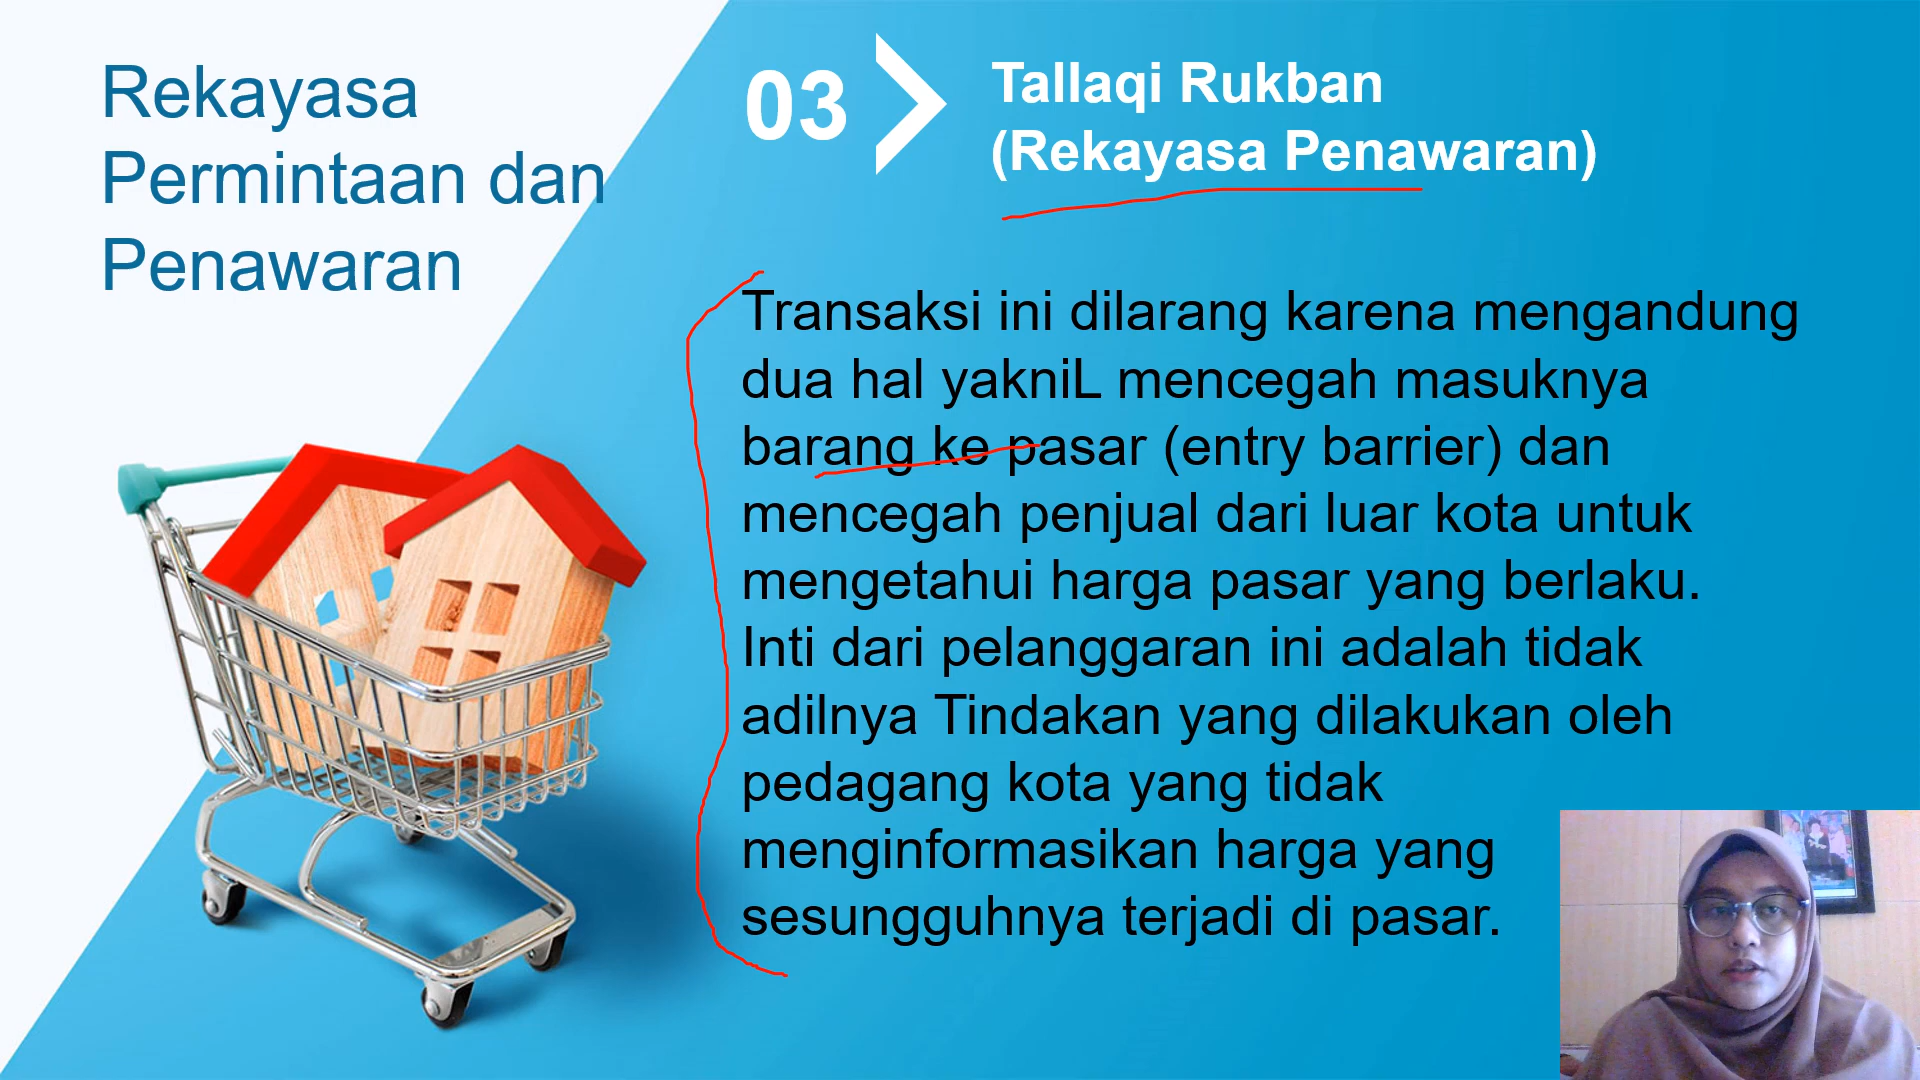 Rekayasa
Permintaan dan
Penawaran
03
Tallaqi Rukban
(Rekayasa Penawaran)
Transaksi ini dilarang karena mengandung
dua hal yakniL mencegah masuknya
barang ke pasar (entry barrier) dan
mencegah penjual dari luar kota untuk
mengetahui harga pasar yang berlaku.
Inti dari pelanggaran ini adalah tidak
adilnya Tindakan yang dilakukan oleh
pedagang kota yang tidak
menginformasikan harga yang
sesungguhnya terjadi di pasar.